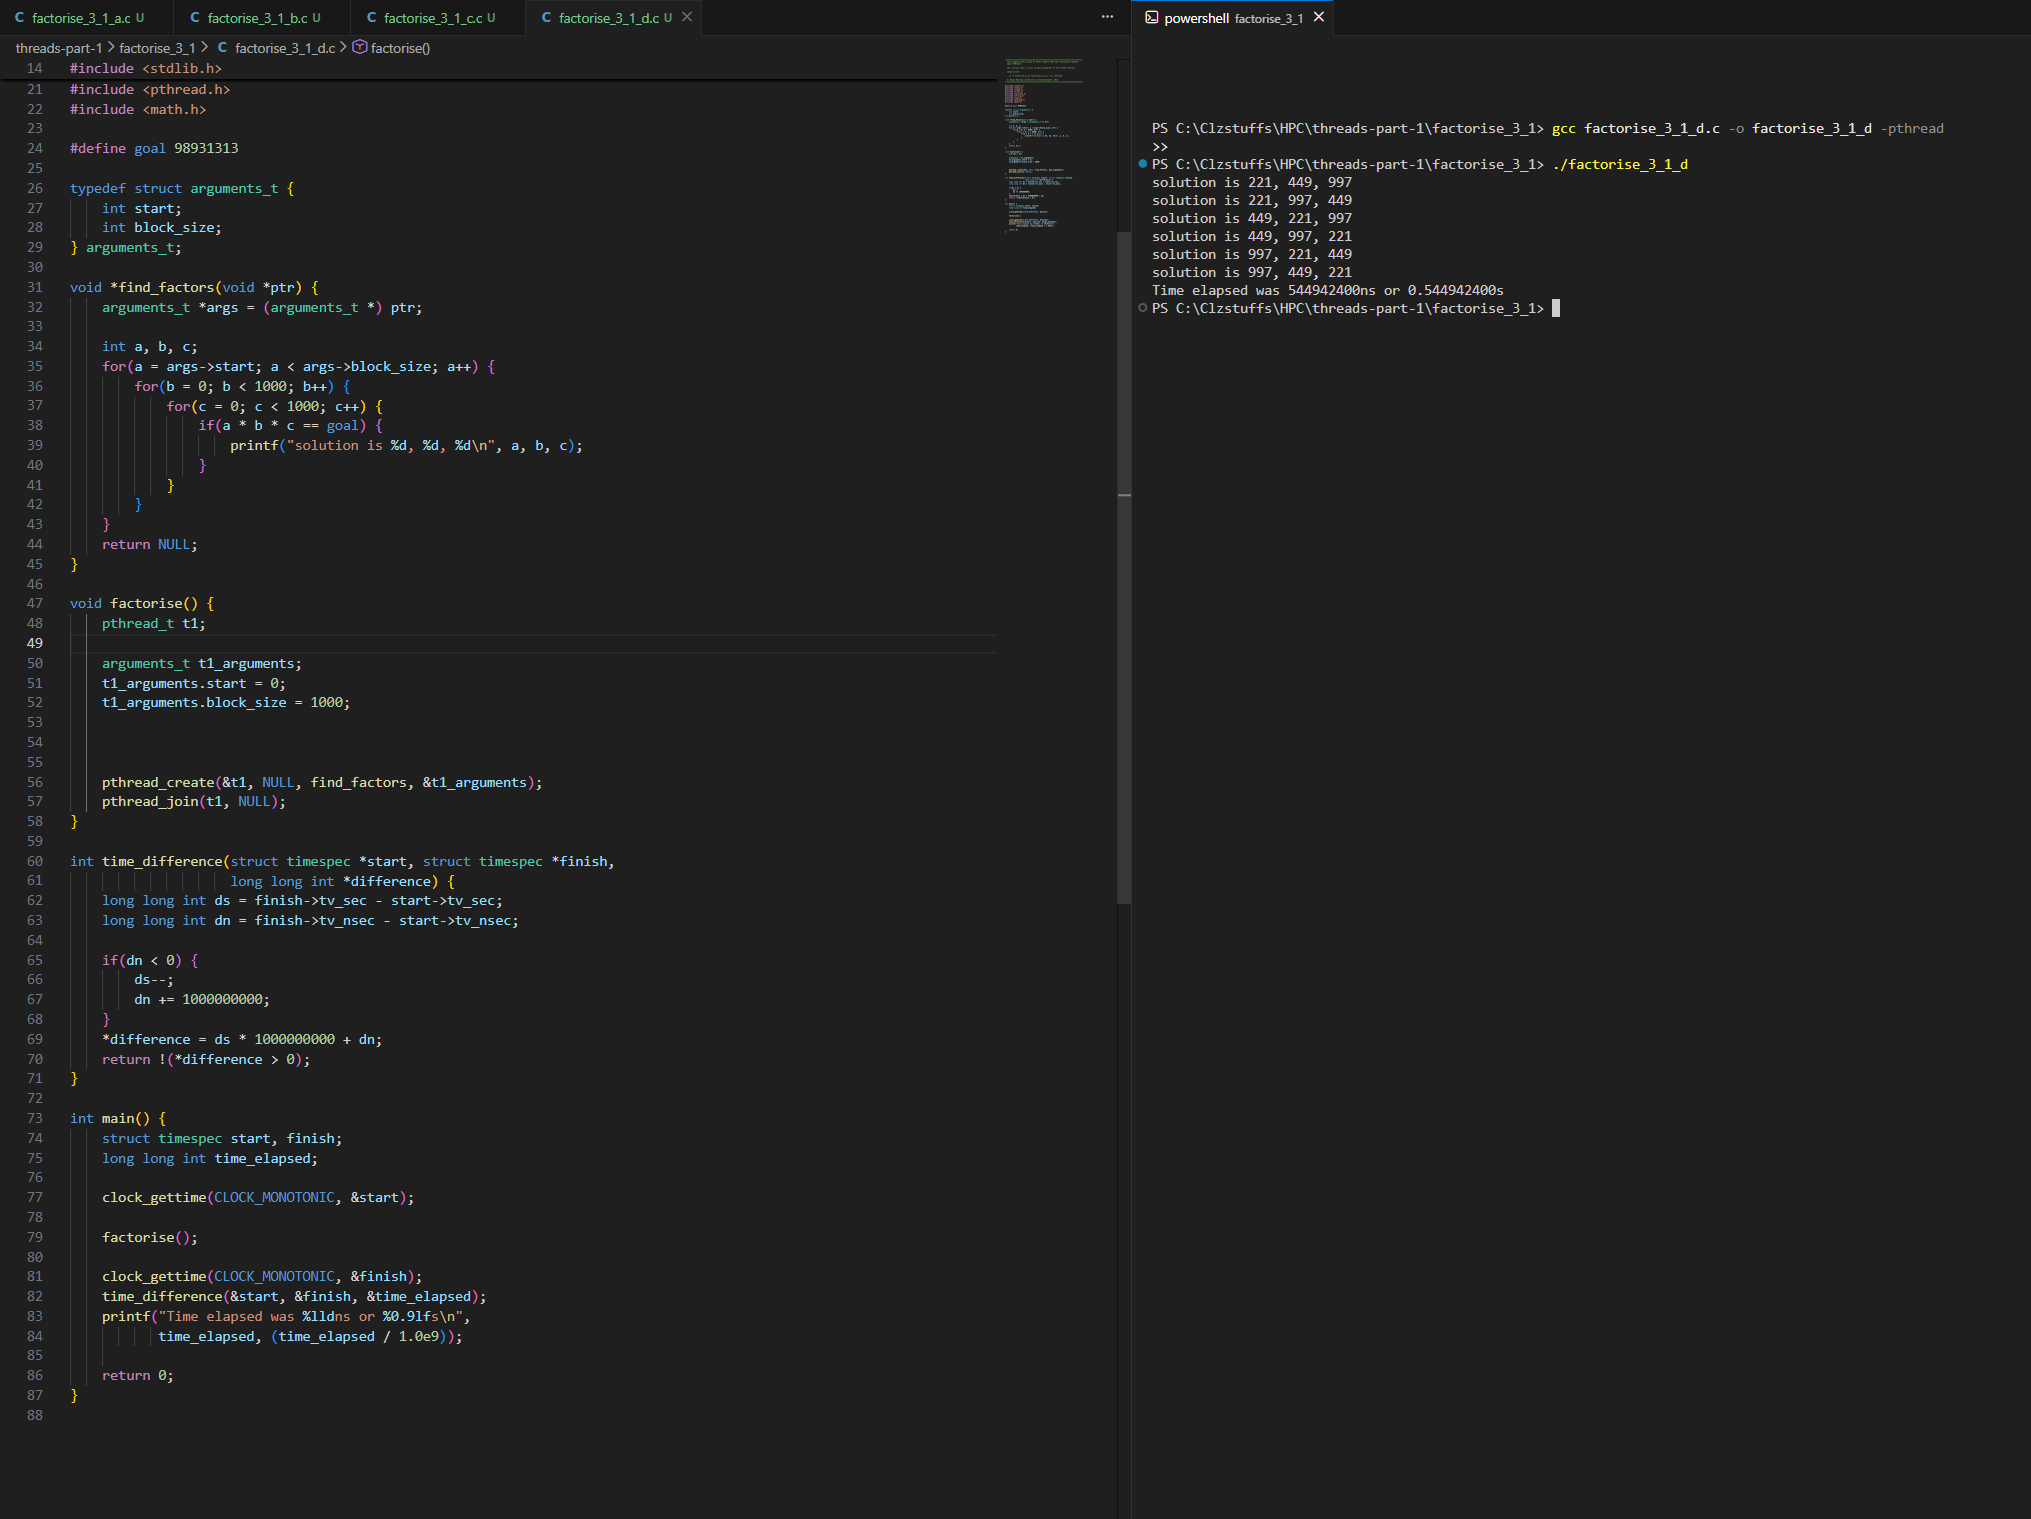 C factorise_3_1_a.c U
C factorise_3_1_b.c U
C factorise_3_1_c.c U
C factorise_3_1_d.c U
threads-part-1 > factorise_3_1 > C factorise_3_1_d.c > factorise()
14 #include <stdlib.h>
21 #include <pthread.h>
22 #include <math.h>
23
24 #define goal 98931313
25
26 typedef struct arguments_t {
27     int start;
28     int block_size;
29 } arguments_t;
30
31 void *find_factors(void *ptr) {
32     arguments_t *args = (arguments_t *) ptr;
33
34     int a, b, c;
35     for(a = args->start; a < args->block_size; a++) {
36         for(b = 0; b < 1000; b++) {
37             for(c = 0; c < 1000; c++) {
38                 if(a * b * c == goal) {
39                     printf("solution is %d, %d, %d\n", a, b, c);
40                 }
41             }
42         }
43     }
44     return NULL;
45 }
46
47 void factorise() {
48     pthread_t t1;
49
50     arguments_t t1_arguments;
51     t1_arguments.start = 0;
52     t1_arguments.block_size = 1000;
53
54
55
56     pthread_create(&t1, NULL, find_factors, &t1_arguments);
57     pthread_join(t1, NULL);
58 }
59
60 int time_difference(struct timespec *start, struct timespec *finish,
61                     long long int *difference) {
62     long long int ds = finish->tv_sec - start->tv_sec;
63     long long int dn = finish->tv_nsec - start->tv_nsec;
64
65     if(dn < 0) {
66         ds--;
67         dn += 1000000000;
68     }
69     *difference = ds * 1000000000 + dn;
70     return !(*difference > 0);
71 }
72
73 int main() {
74     struct timespec start, finish;
75     long long int time_elapsed;
76
77     clock_gettime(CLOCK_MONOTONIC, &start);
78
79     factorise();
80
81     clock_gettime(CLOCK_MONOTONIC, &finish);
82     time_difference(&start, &finish, &time_elapsed);
83     printf("Time elapsed was %lldns or %0.9lfs\n",
84            time_elapsed, (time_elapsed / 1.0e9));
85
86     return 0;
87 }
88
powershell factorise_3_1
PS C:\Clzstuffs\HPC\threads-part-1\factorise_3_1> gcc factorise_3_1_d.c -o factorise_3_1_d -pthread
>>
PS C:\Clzstuffs\HPC\threads-part-1\factorise_3_1> ./factorise_3_1_d
solution is 221, 449, 997
solution is 221, 997, 449
solution is 449, 221, 997
solution is 449, 997, 221
solution is 997, 221, 449
solution is 997, 449, 221
Time elapsed was 544942400ns or 0.544942400s
PS C:\Clzstuffs\HPC\threads-part-1\factorise_3_1>